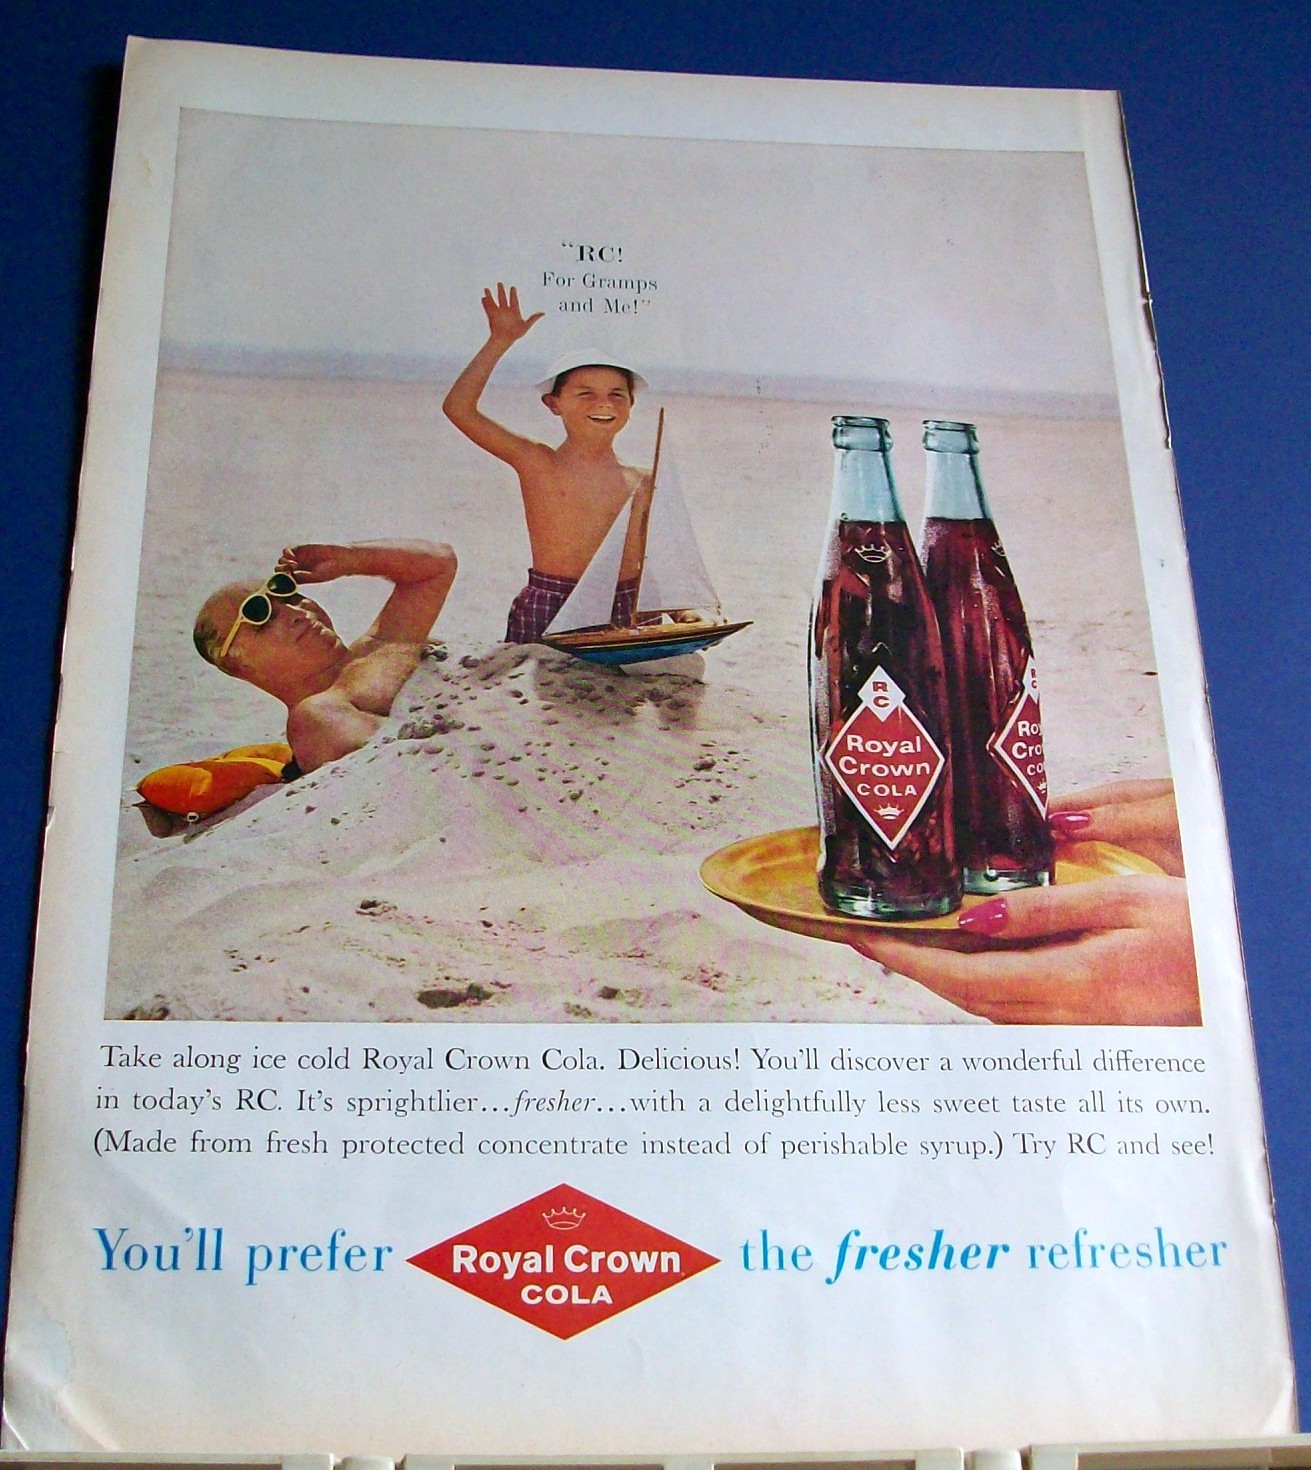 “RC!
For Gramps
and Me!”
R
C
Royal
Crown
COLA
R
C
Roy
Cro
CO
Take along ice cold Royal Crown Cola. Delicious! You’ll discover a wonderful difference
in today’s RC. It’s sprightlier...fresher...with a delightfully less sweet taste all its own.
(Made from fresh protected concentrate instead of perishable syrup.) Try RC and see!
You’ll prefer Royal Crown COLA the fresher refresher